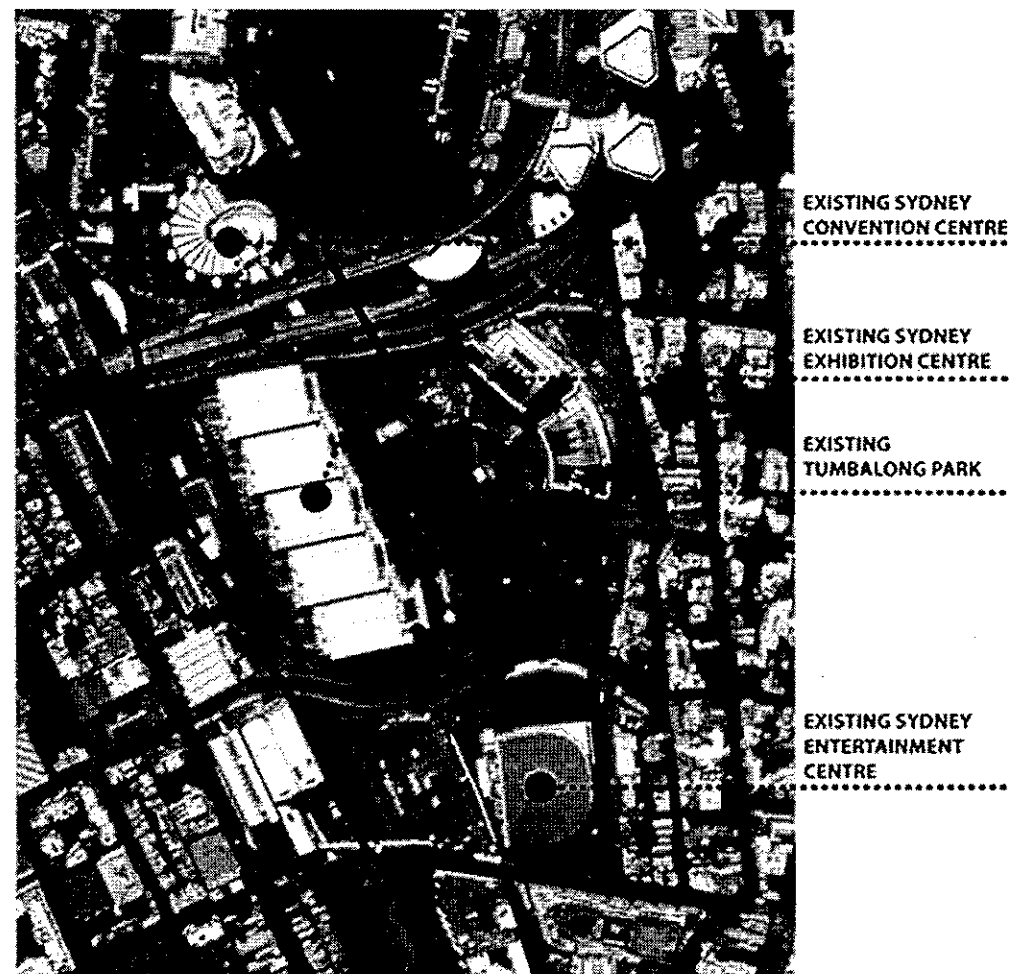 EXISTING SYDNEY
CONVENTION CENTRE
EXISTING SYDNEY
EXHIBITION CENTRE
EXISTING
TUMBALONG PARK
EXISTING SYDNEY
ENTERTAINMENT
CENTRE